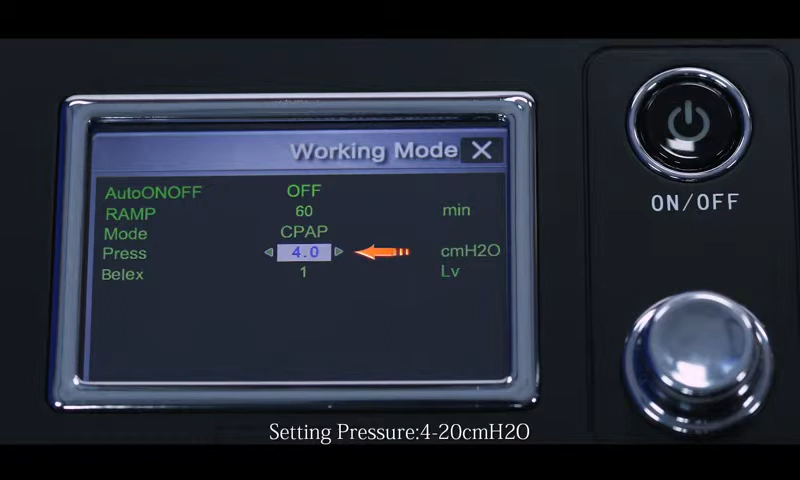 Working Mode
AutoONOFF OFF
RAMP 60 min
Mode CPAP
Press 4.0 cmH2O
Belex 1 Lv
ON/OFF
Setting Pressure:4-20cmH2O